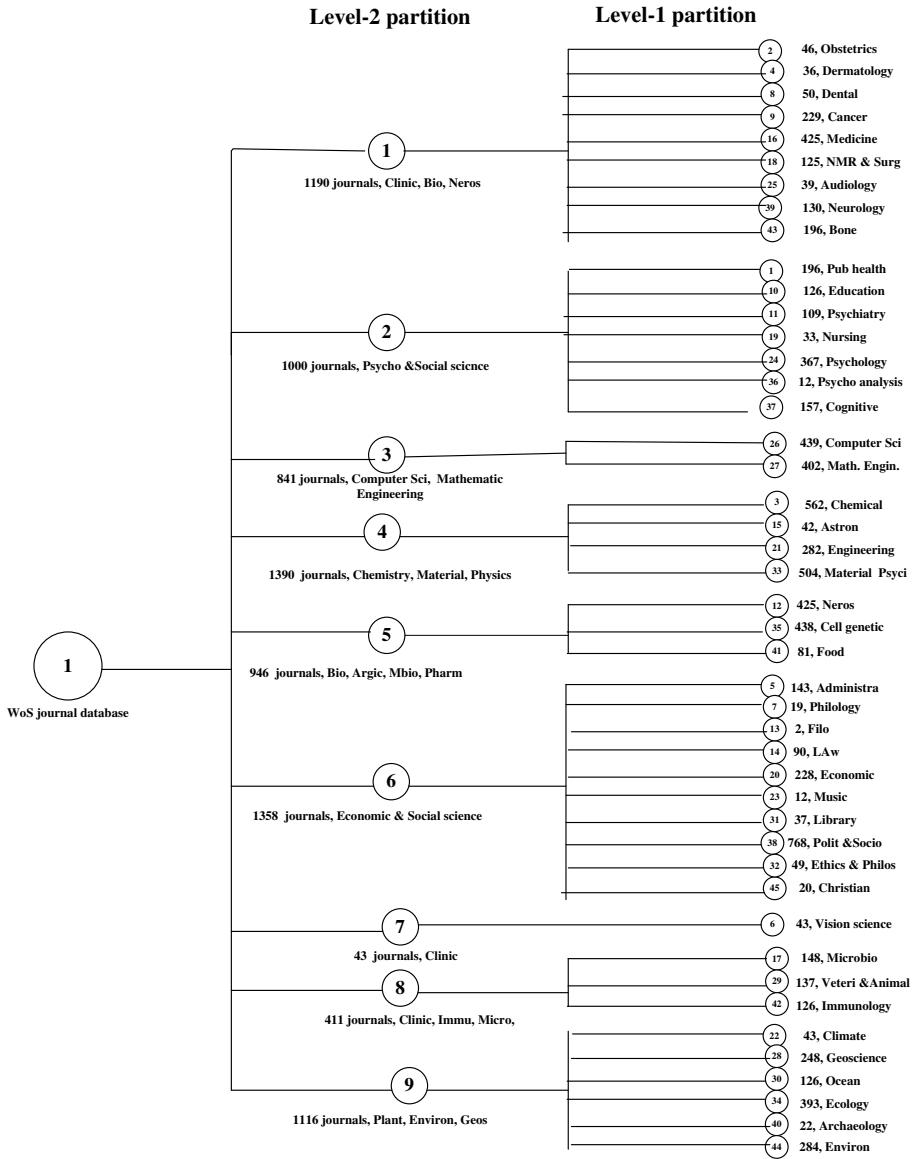 Level-2 partition
Level-1 partition
1
WoS journal database
1
1190 journals, Clinic, Bio, Neros
2 46, Obstetrics
4 36, Dermatology
8 50, Dental
9 229, Cancer
16 425, Medicine
18 125, NMR & Surg
25 39, Audiology
39 130, Neurology
43 196, Bone
2
1000 journals, Psycho &Social scicnce
1 196, Pub health
10 126, Education
11 109, Psychiatry
19 33, Nursing
24 367, Psychology
36 12, Psycho analysis
37 157, Cognitive
3
841 journals, Computer Sci, Mathematic
Engineering
26 439, Computer Sci
27 402, Math. Engin.
4
1390 journals, Chemistry, Material, Physics
3 562, Chemical
15 42, Astron
21 282, Engineering
33 504, Material Psyci
5
946 journals, Bio, Argic, Mbio, Pharm
12 425, Neros
35 438, Cell genetic
41 81, Food
6
1358 journals, Economic & Social science
5 143, Administra
7 19, Philology
13 2, Filo
14 90, LAw
20 228, Economic
23 12, Music
31 37, Library
38 768, Polit &Socio
32 49, Ethics & Philos
45 20, Christian
7
43 journals, Clinic
6 43, Vision science
8
411 journals, Clinic, Immu, Micro,
17 148, Microbio
29 137, Veteri &Animal
42 126, Immunology
9
1116 journals, Plant, Environ, Geos
22 43, Climate
28 248, Geoscience
30 126, Ocean
34 393, Ecology
40 22, Archaeology
44 284, Environ